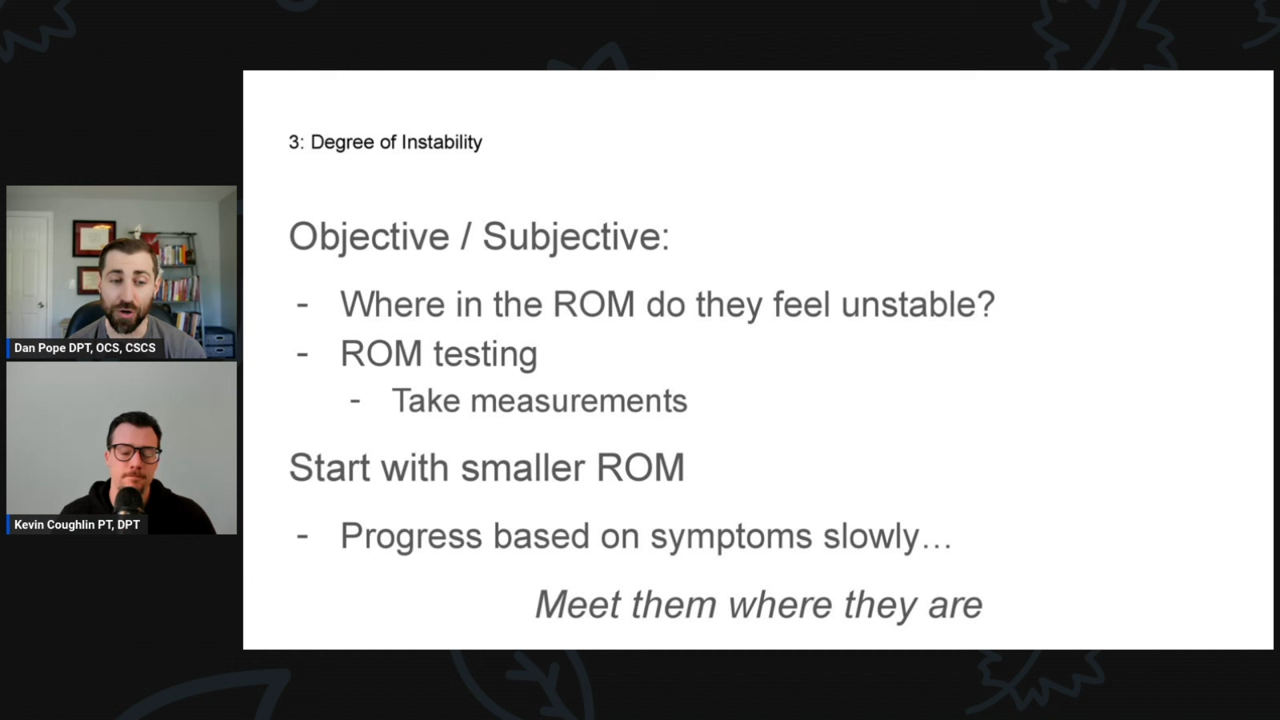 3: Degree of Instability
Objective / Subjective:
- Where in the ROM do they feel unstable?
- ROM testing
- Take measurements
Start with smaller ROM
- Progress based on symptoms slowly…
Meet them where they are
Dan Pope DPT, OCS, CSCS
Kevin Coughlin PT, DPT